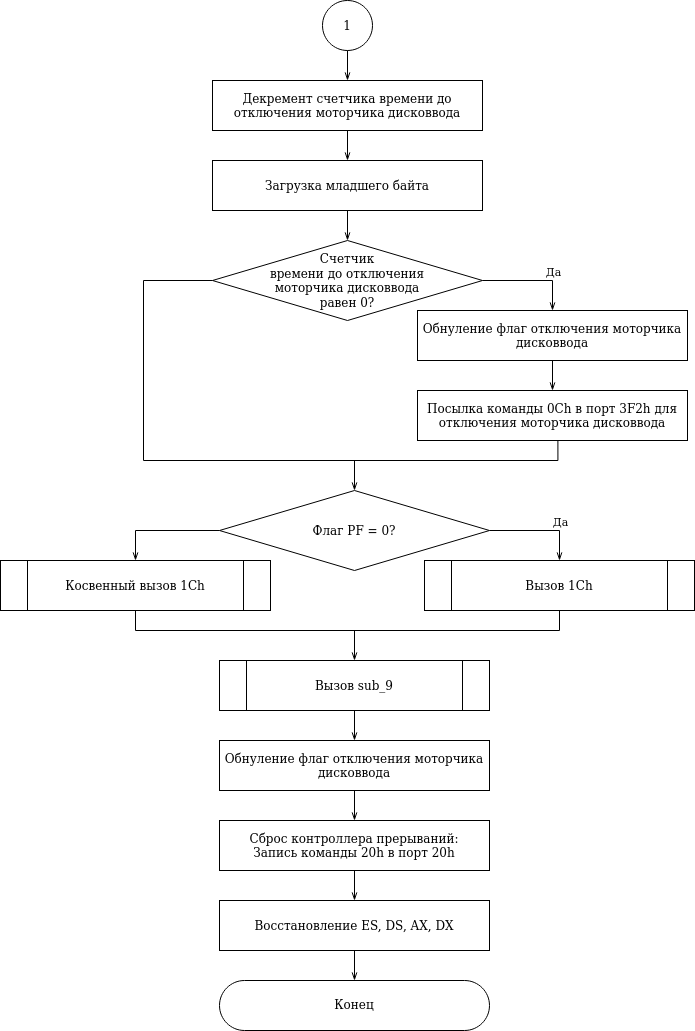 1
Декремент счетчика времени до
отключения моторчика дисковвода
Загрузка младшего байта
Счетчик
времени до отключения
моторчика дисковвода
равен 0?
Да
Обнуление флаг отключения моторчика
дисковвода
Посылка команды 0Ch в порт 3F2h для
отключения моторчика дисковвода
Флаг PF = 0?
Да
Косвенный вызов 1Ch
Вызов 1Ch
Вызов sub_9
Обнуление флаг отключения моторчика
дисковвода
Сброс контроллера прерываний:
Запись команды 20h в порт 20h
Восстановление ES, DS, AX, DX
Конец